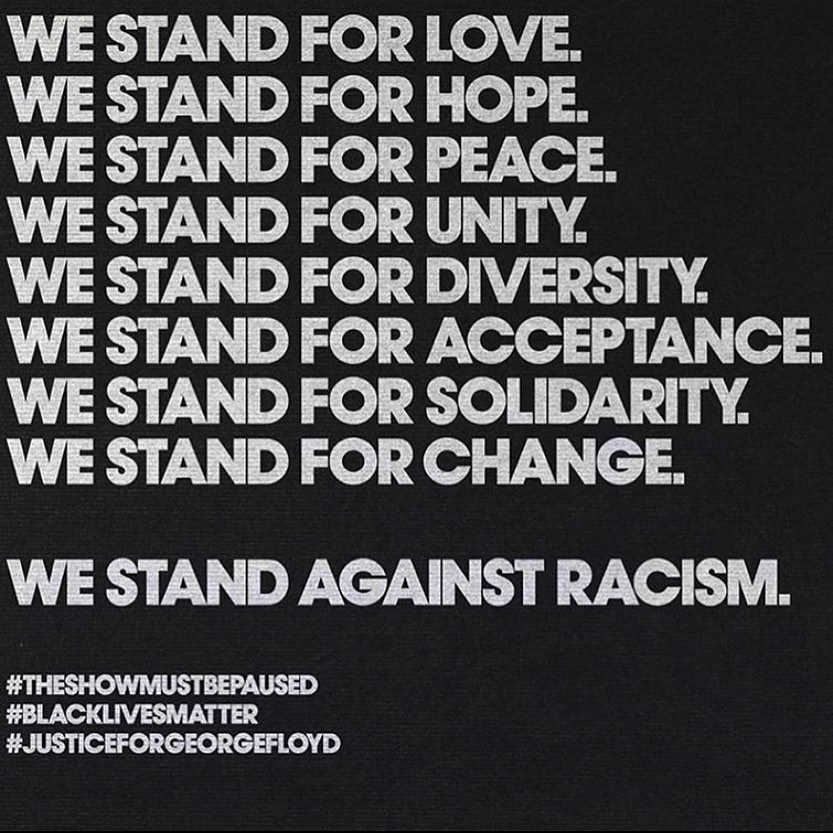 WE STAND FOR LOVE.
WE STAND FOR HOPE.
WE STAND FOR PEACE.
WE STAND FOR UNITY.
WE STAND FOR DIVERSITY.
WE STAND FOR ACCEPTANCE.
WE STAND FOR SOLIDARITY.
WE STAND FOR CHANGE.
WE STAND AGAINST RACISM.
#THESHOWMUSTBEPAUSED
#BLACKLIVESMATTER
#JUSTICEFORGEORGEFLOYD